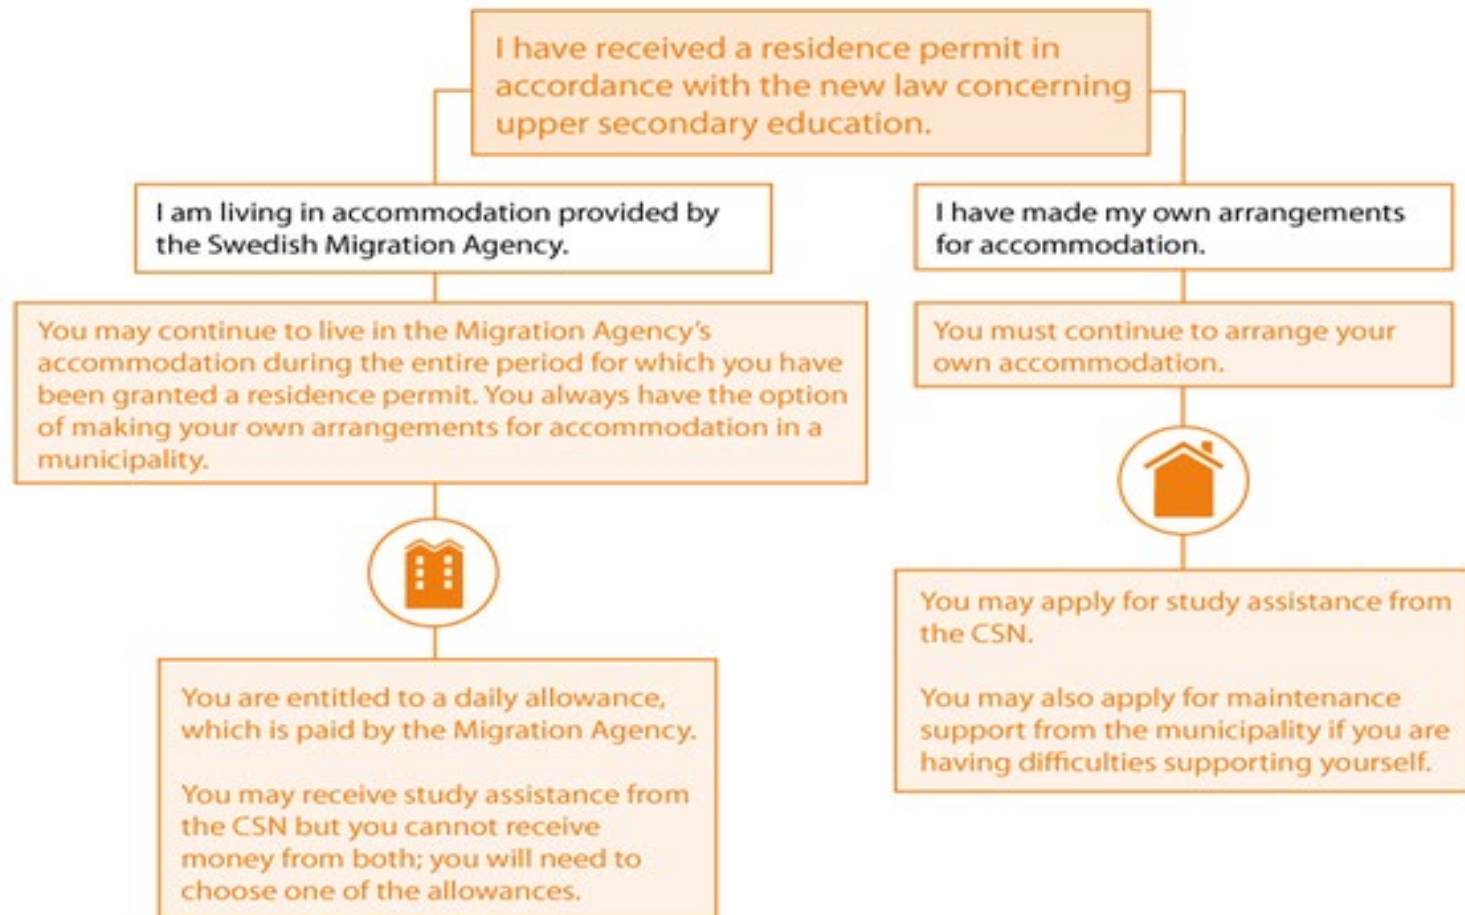 I have received a residence permit in
accordance with the new law concerning
upper secondary education.
I am living in accommodation provided by
the Swedish Migration Agency.
You may continue to live in the Migration Agency’s
accommodation during the entire period for which you have
been granted a residence permit. You always have the option
of making your own arrangements for accommodation in a
municipality.
You are entitled to a daily allowance,
which is paid by the Migration Agency.
You may receive study assistance from
the CSN but you cannot receive
money from both; you will need to
choose one of the allowances.
I have made my own arrangements
for accommodation.
You must continue to arrange your
own accommodation.
You may apply for study assistance from
the CSN.
You may also apply for maintenance
support from the municipality if you are
having difficulties supporting yourself.